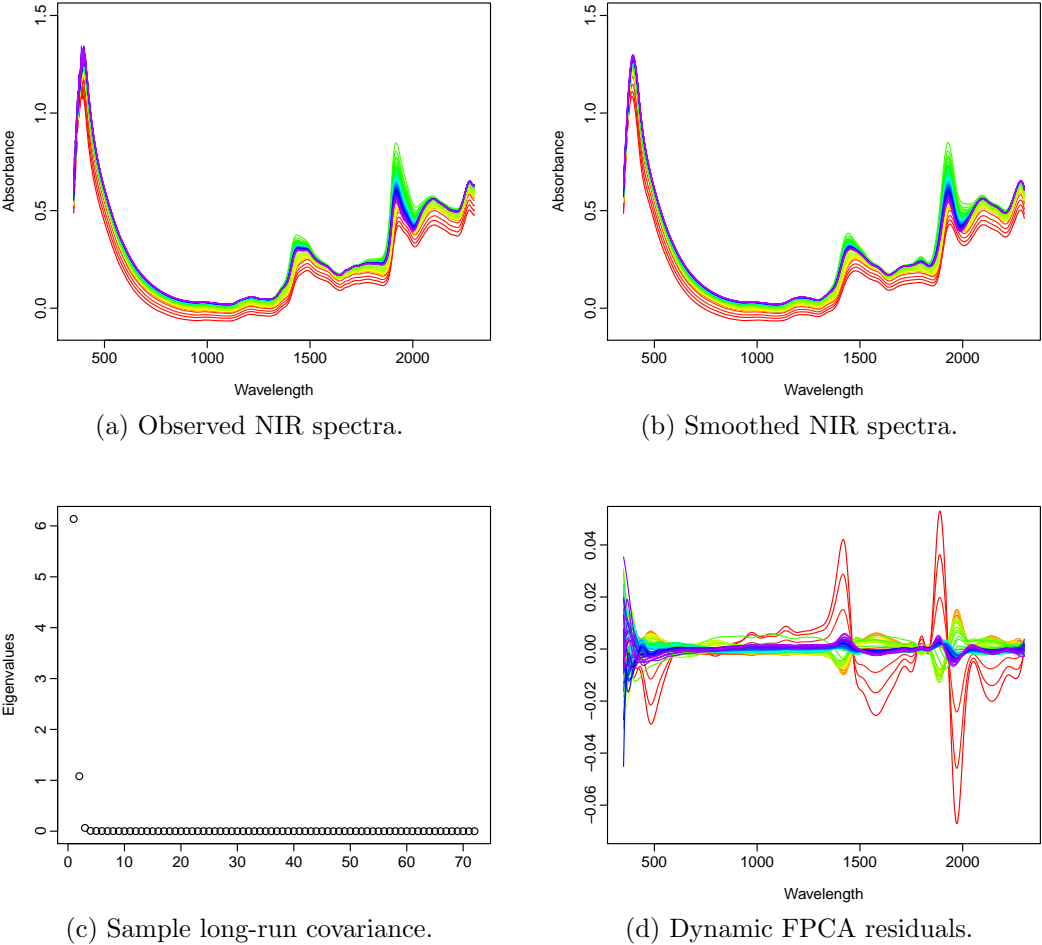 1.5
1.0
0.5
0.0
Absorbance
500 1000 1500 2000
Wavelength
(a) Observed NIR spectra.
1.5
1.0
0.5
0.0
Absorbance
500 1000 1500 2000
Wavelength
(b) Smoothed NIR spectra.
6
5
4
3
2
1
0
Eigenvalues
0 10 20 30 40 50 60 70
(c) Sample long-run covariance.
0.04
0.02
0.00
−0.02
−0.04
−0.06
500 1000 1500 2000
Wavelength
(d) Dynamic FPCA residuals.